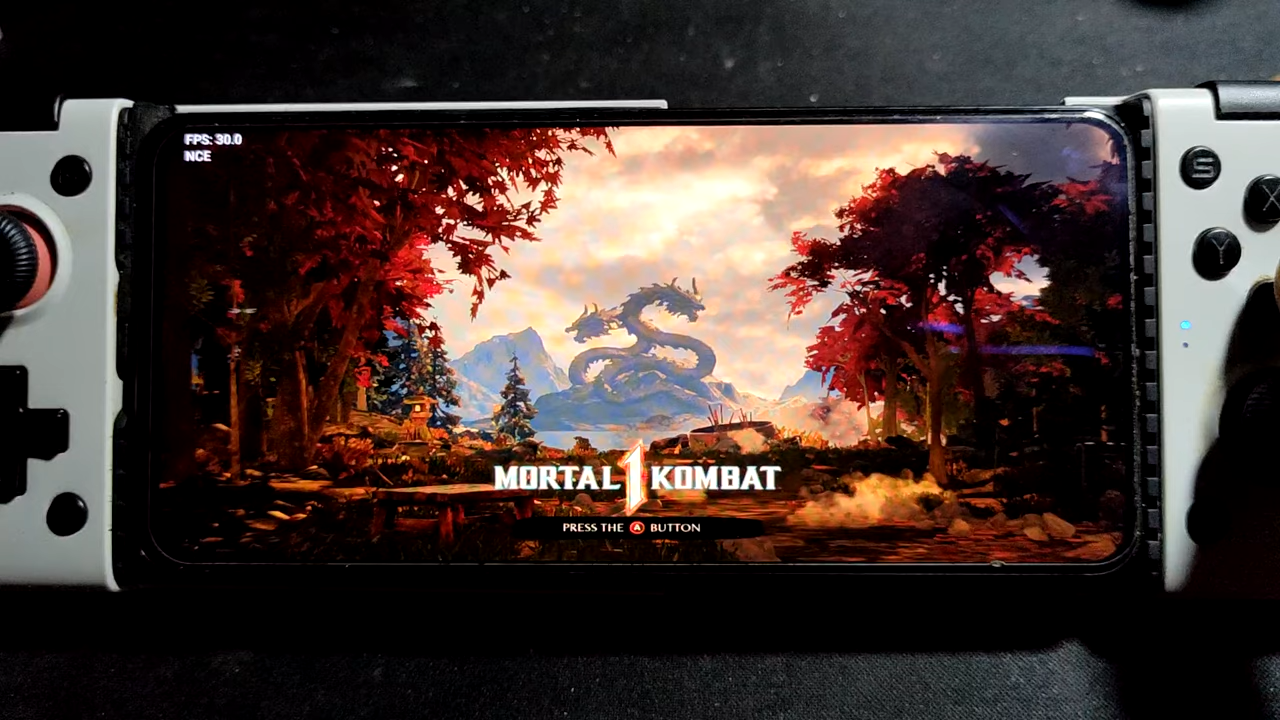 FPS: 30.0
NCE
MORTAL 1 KOMBAT
PRESS THE A BUTTON
S
X
Y